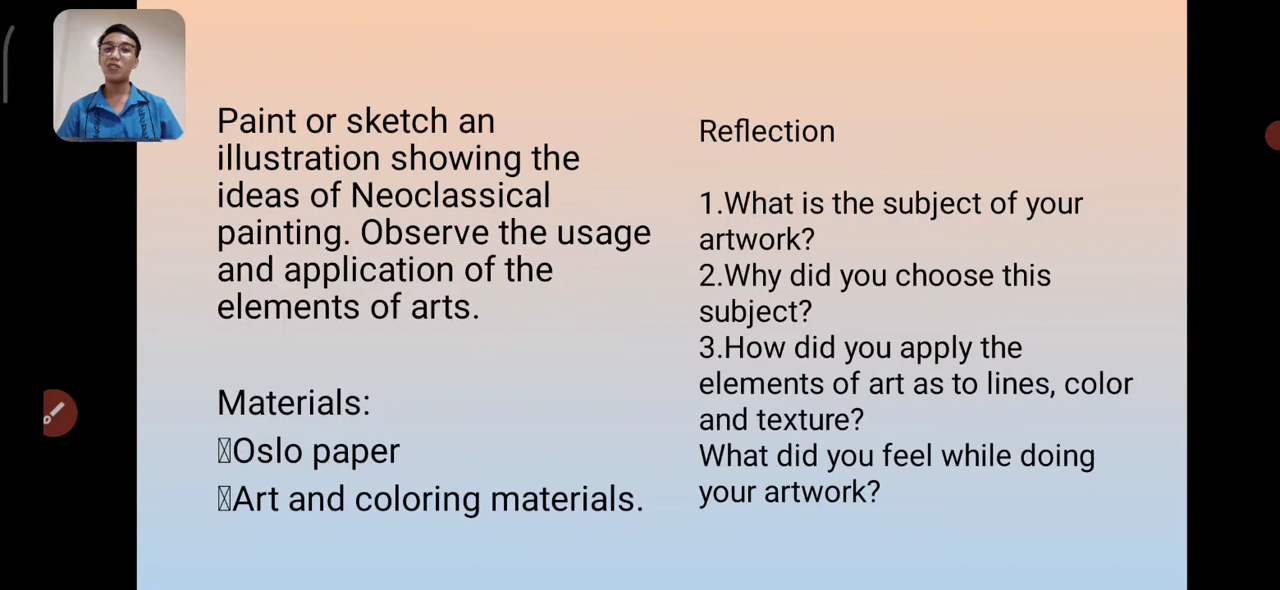 Paint or sketch an
illustration showing the
ideas of Neoclassical
painting. Observe the usage
and application of the
elements of arts.
Materials:
Oslo paper
Art and coloring materials.
Reflection
1.What is the subject of your
artwork?
2.Why did you choose this
subject?
3.How did you apply the
elements of art as to lines, color
and texture?
What did you feel while doing
your artwork?